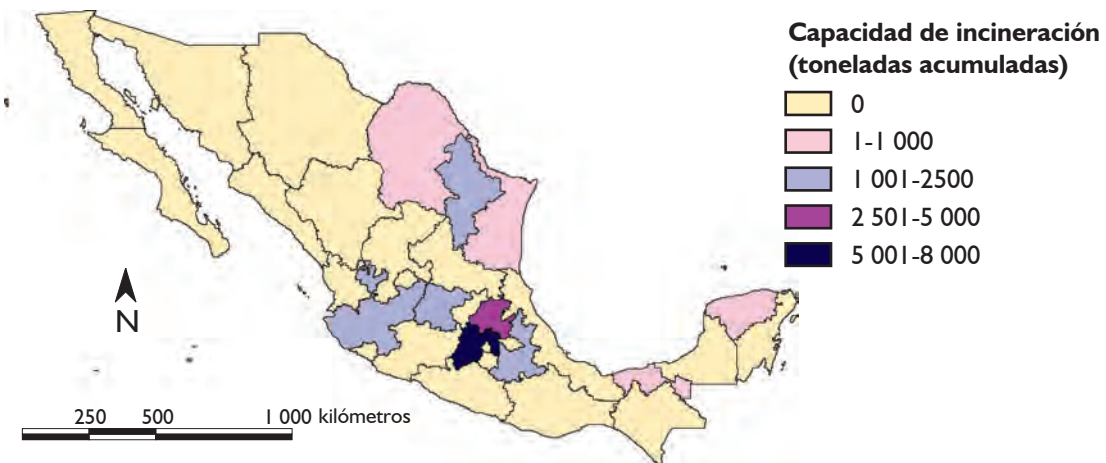 Capacidad de incineración
(toneladas acumuladas)
0
1-1 000
1 001-2500
2 501-5 000
5 001-8 000
N
250 500 1 000 kilómetros